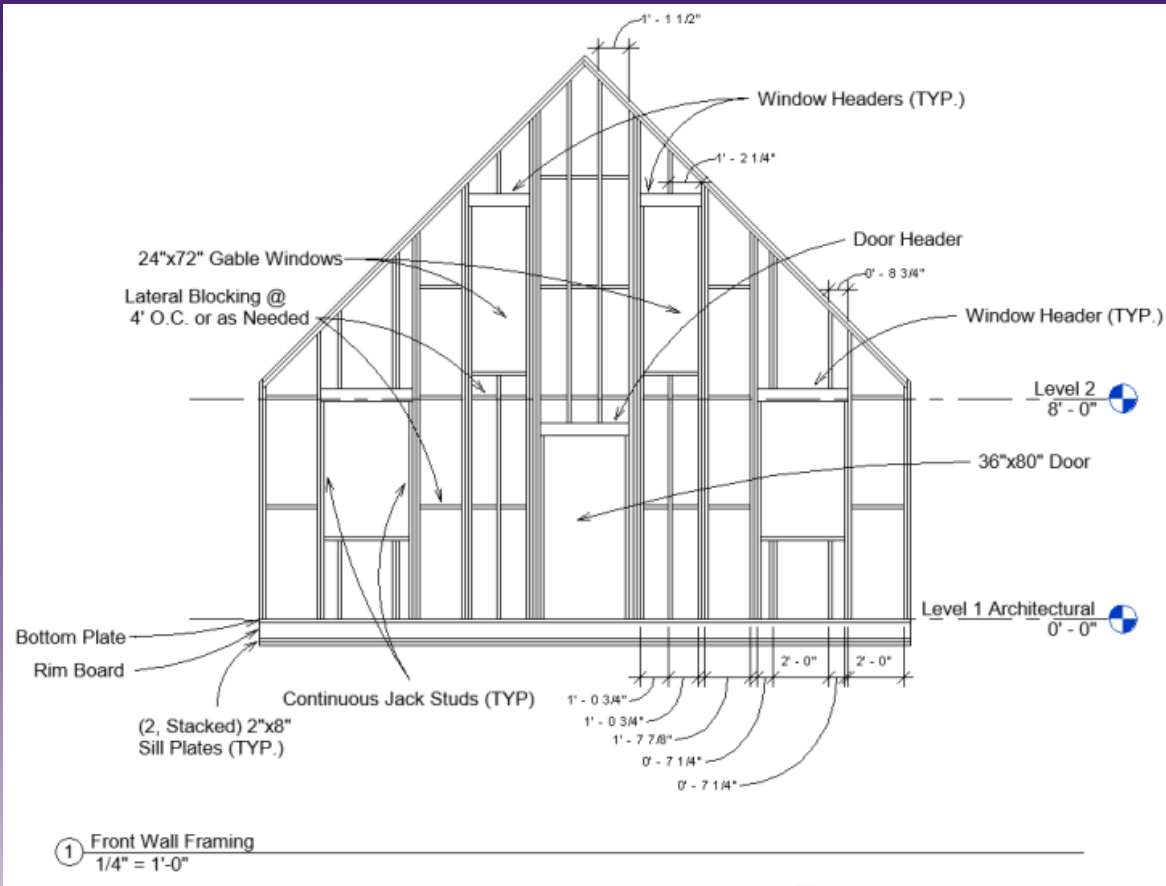 1' - 1 1/2"
Window Headers (TYP.)
1' - 2 1/4"
Door Header
24"x72" Gable Windows
0' - 8 3/4"
Lateral Blocking @
4' O.C. or as Needed
Window Header (TYP.)
Level 2
8' - 0"
36"x80" Door
Level 1 Architectural
0' - 0"
Bottom Plate
Rim Board
2' - 0"
2' - 0"
Continuous Jack Studs (TYP)
1' - 0 3/4"
(2, Stacked) 2"x8"
Sill Plates (TYP.)
1' - 0 3/4"
1' - 7 7/8"
0' - 7 1/4"
0' - 7 1/4"
1
Front Wall Framing
1/4" = 1'-0"